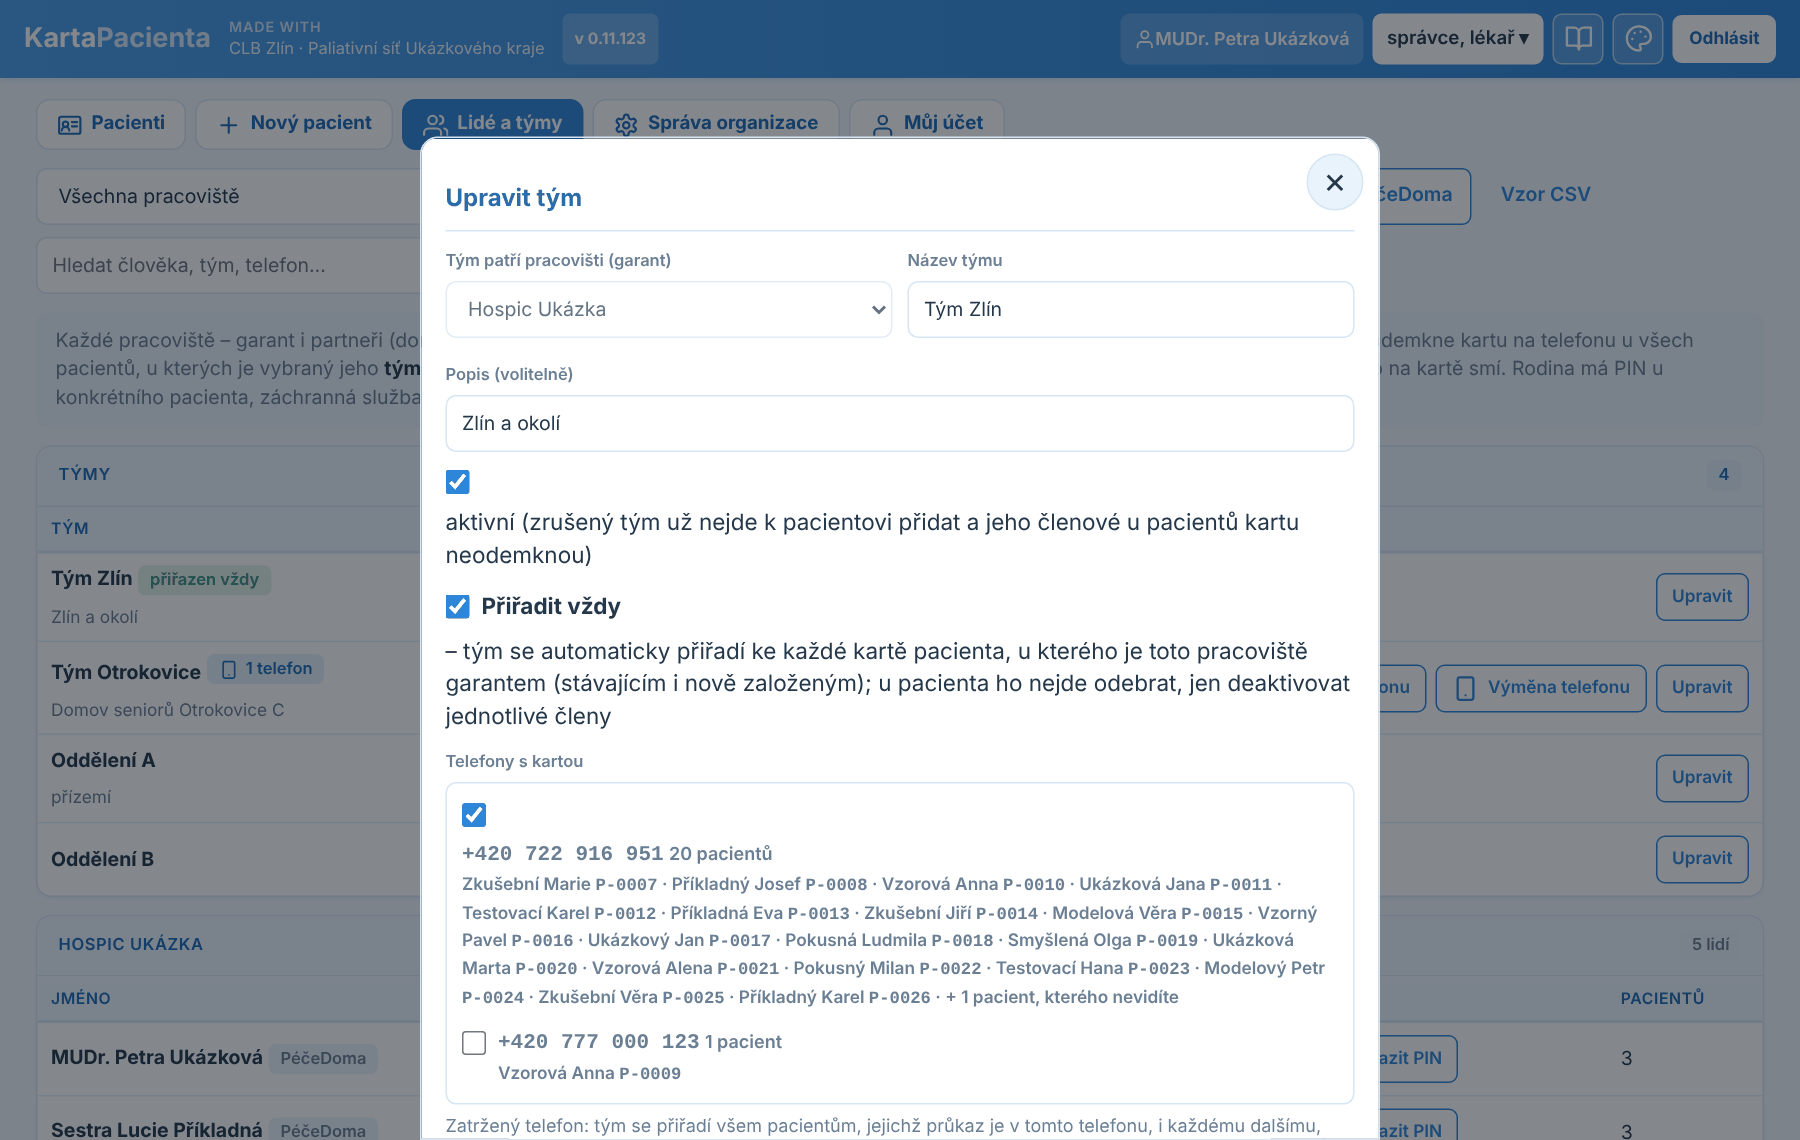 KartaPacienta
MADE WITH
CLB Zlín · Paliativní síť Ukázkového kraje
v 0.11.123
MUDr. Petra Ukázková
správce, lékař ▾
Odhlásit
Pacienti
Nový pacient
Lidé a týmy
Správa organizace
Můj účet
Všechna pracoviště
čeDoma
Vzor CSV
Hledat člověka, tým, telefon...
Každé pracoviště – garant i partneři (do
demkne kartu na telefonu u všech
pacientů, u kterých je vybraný jeho tým
na kartě smí. Rodina má PIN u
konkrétního pacienta, záchranná služba
TÝMY
4
TÝM
Tým Zlín přiřazen vždy
Zlín a okolí
Upravit
Tým Otrokovice 1 telefon
Domov seniorů Otrokovice C
onu
Výměna telefonu
Upravit
Oddělení A
přízemí
Upravit
Oddělení B
Upravit
HOSPIC UKÁZKA
5 lidí
JMÉNO
PACIENTŮ
MUDr. Petra Ukázková PéčeDoma
azit PIN
3
Sestra Lucie Příkladná PéčeDoma
azit PIN
3
Upravit tým
Tým patří pracovišti (garant)
Název týmu
Hospic Ukázka
Tým Zlín
Popis (volitelně)
Zlín a okolí
aktivní (zrušený tým už nejde k pacientovi přidat a jeho členové u pacientů kartu
neodemknou)
Přiřadit vždy
– tým se automaticky přiřadí ke každé kartě pacienta, u kterého je toto pracoviště
garantem (stávajícím i nově založeným); u pacienta ho nejde odebrat, jen deaktivovat
jednotlivé členy
Telefony s kartou
+420 722 916 951 20 pacientů
Zkušební Marie P-0007 · Příkladný Josef P-0008 · Vzorová Anna P-0010 · Ukázková Jana P-0011 ·
Testovací Karel P-0012 · Příkladná Eva P-0013 · Zkušební Jiří P-0014 · Modelová Věra P-0015 · Vzorný
Pavel P-0016 · Ukázkový Jan P-0017 · Pokusná Ludmila P-0018 · Smyšlená Olga P-0019 · Ukázková
Marta P-0020 · Vzorová Alena P-0021 · Pokusný Milan P-0022 · Testovací Hana P-0023 · Modelový Petr
P-0024 · Zkušební Věra P-0025 · Příkladný Karel P-0026 · + 1 pacient, kterého nevidíte
+420 777 000 123 1 pacient
Vzorová Anna P-0009
Zatržený telefon: tým se přiřadí všem pacientům, jejichž průkaz je v tomto telefonu, i každému dalšímu,